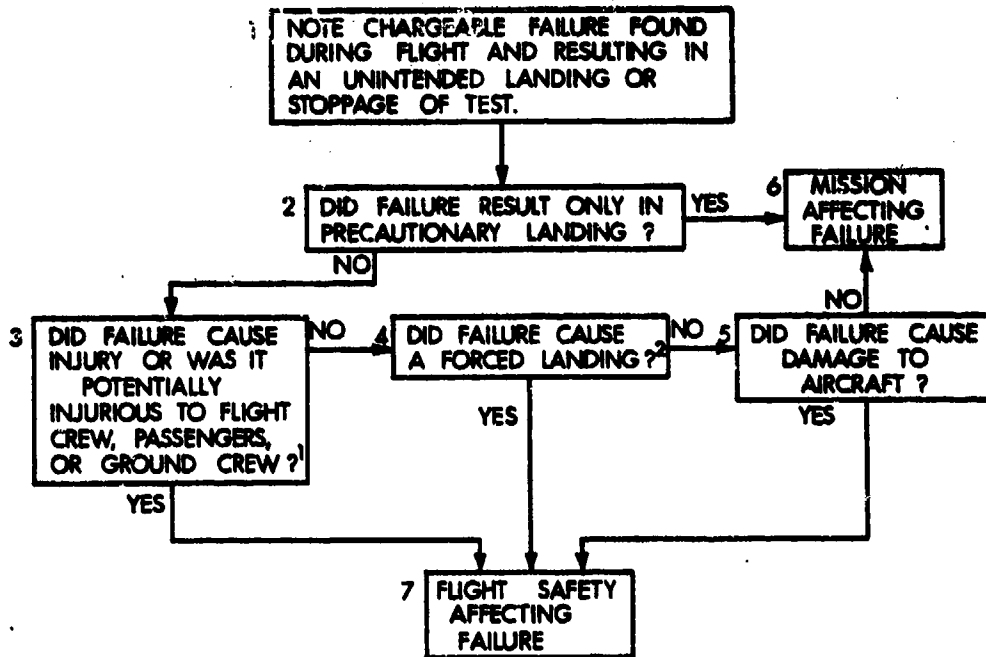 1
NOTE CHARGEABLE FAILURE FOUND
DURING FLIGHT AND RESULTING IN
AN UNINTENDED LANDING OR
STOPPAGE OF TEST.
2 DID FAILURE RESULT ONLY IN
PRECAUTIONARY LANDING ?
YES
NO
6 MISSION
AFFECTING
FAILURE
3 DID FAILURE CAUSE
INJURY OR WAS IT
POTENTIALLY
INJURIOUS TO FLIGHT
CREW, PASSENGERS,
OR GROUND CREW ?1
NO
YES
4 DID FAILURE CAUSE
A FORCED LANDING?2
NO
YES
5 DID FAILURE CAUSE
DAMAGE TO
AIRCRAFT ?
NO
YES
7 FLIGHT SAFETY
AFFECTING
FAILURE